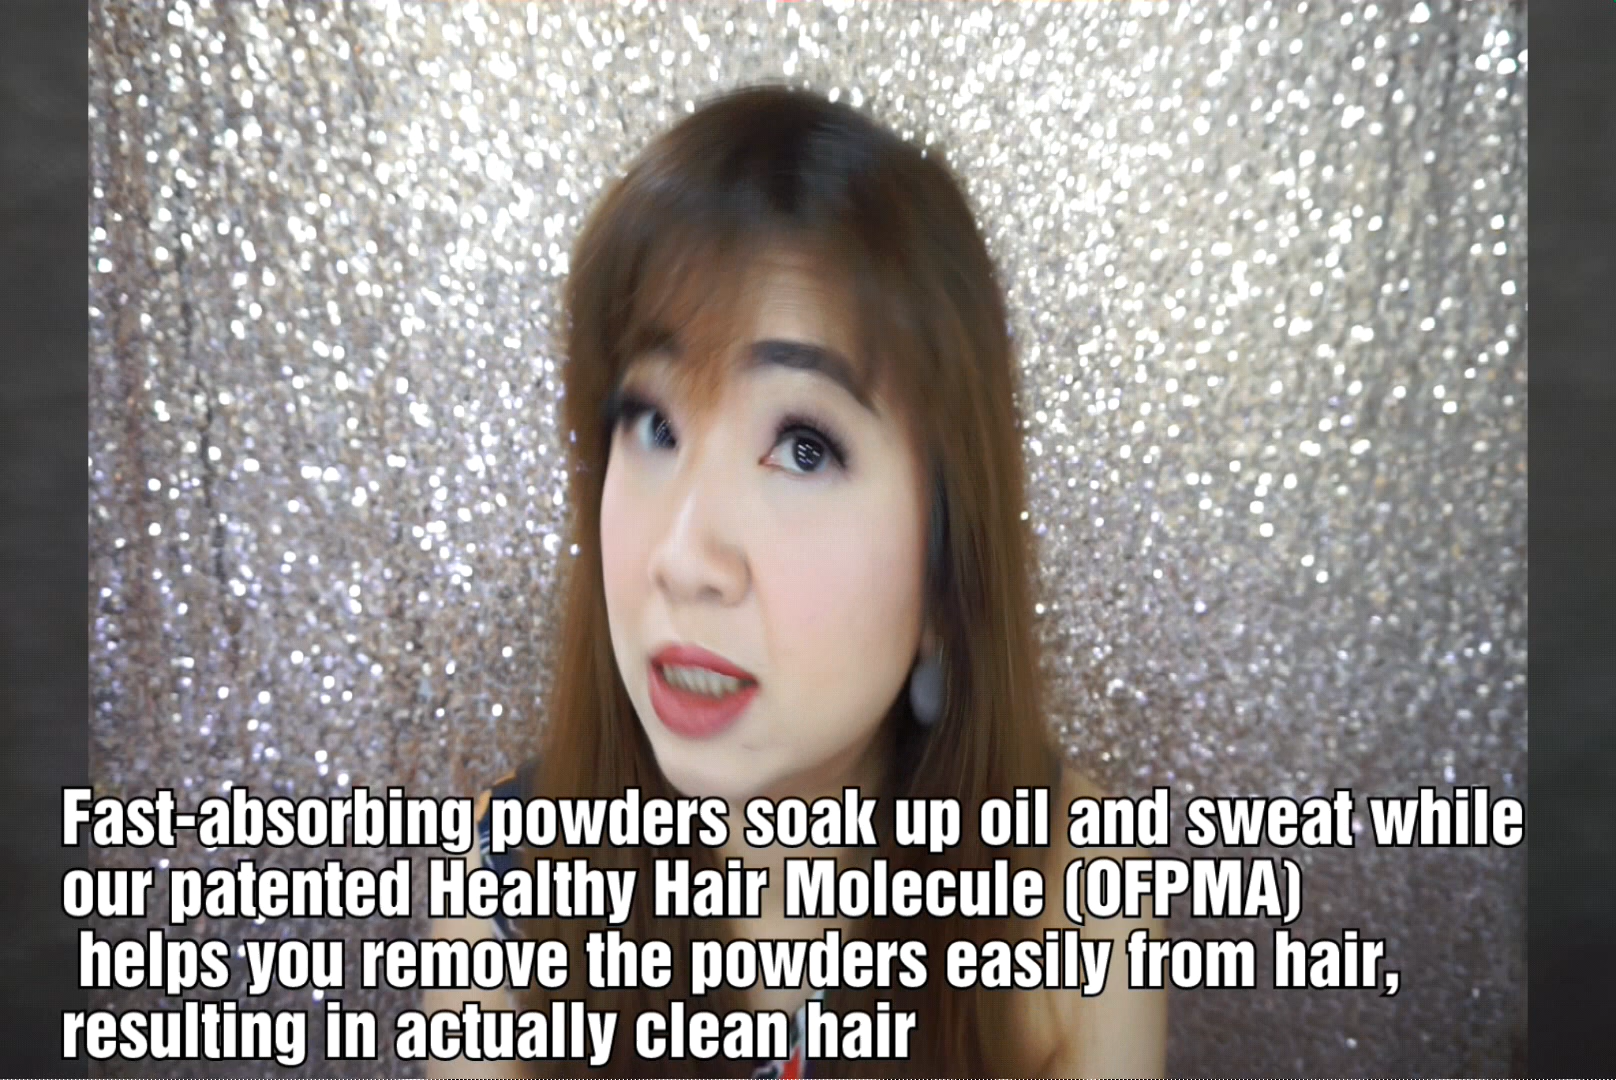 Fast-absorbing powders soak up oil and sweat while
our patented Healthy Hair Molecule (OFPMA)
helps you remove the powders easily from hair,
resulting in actually clean hair